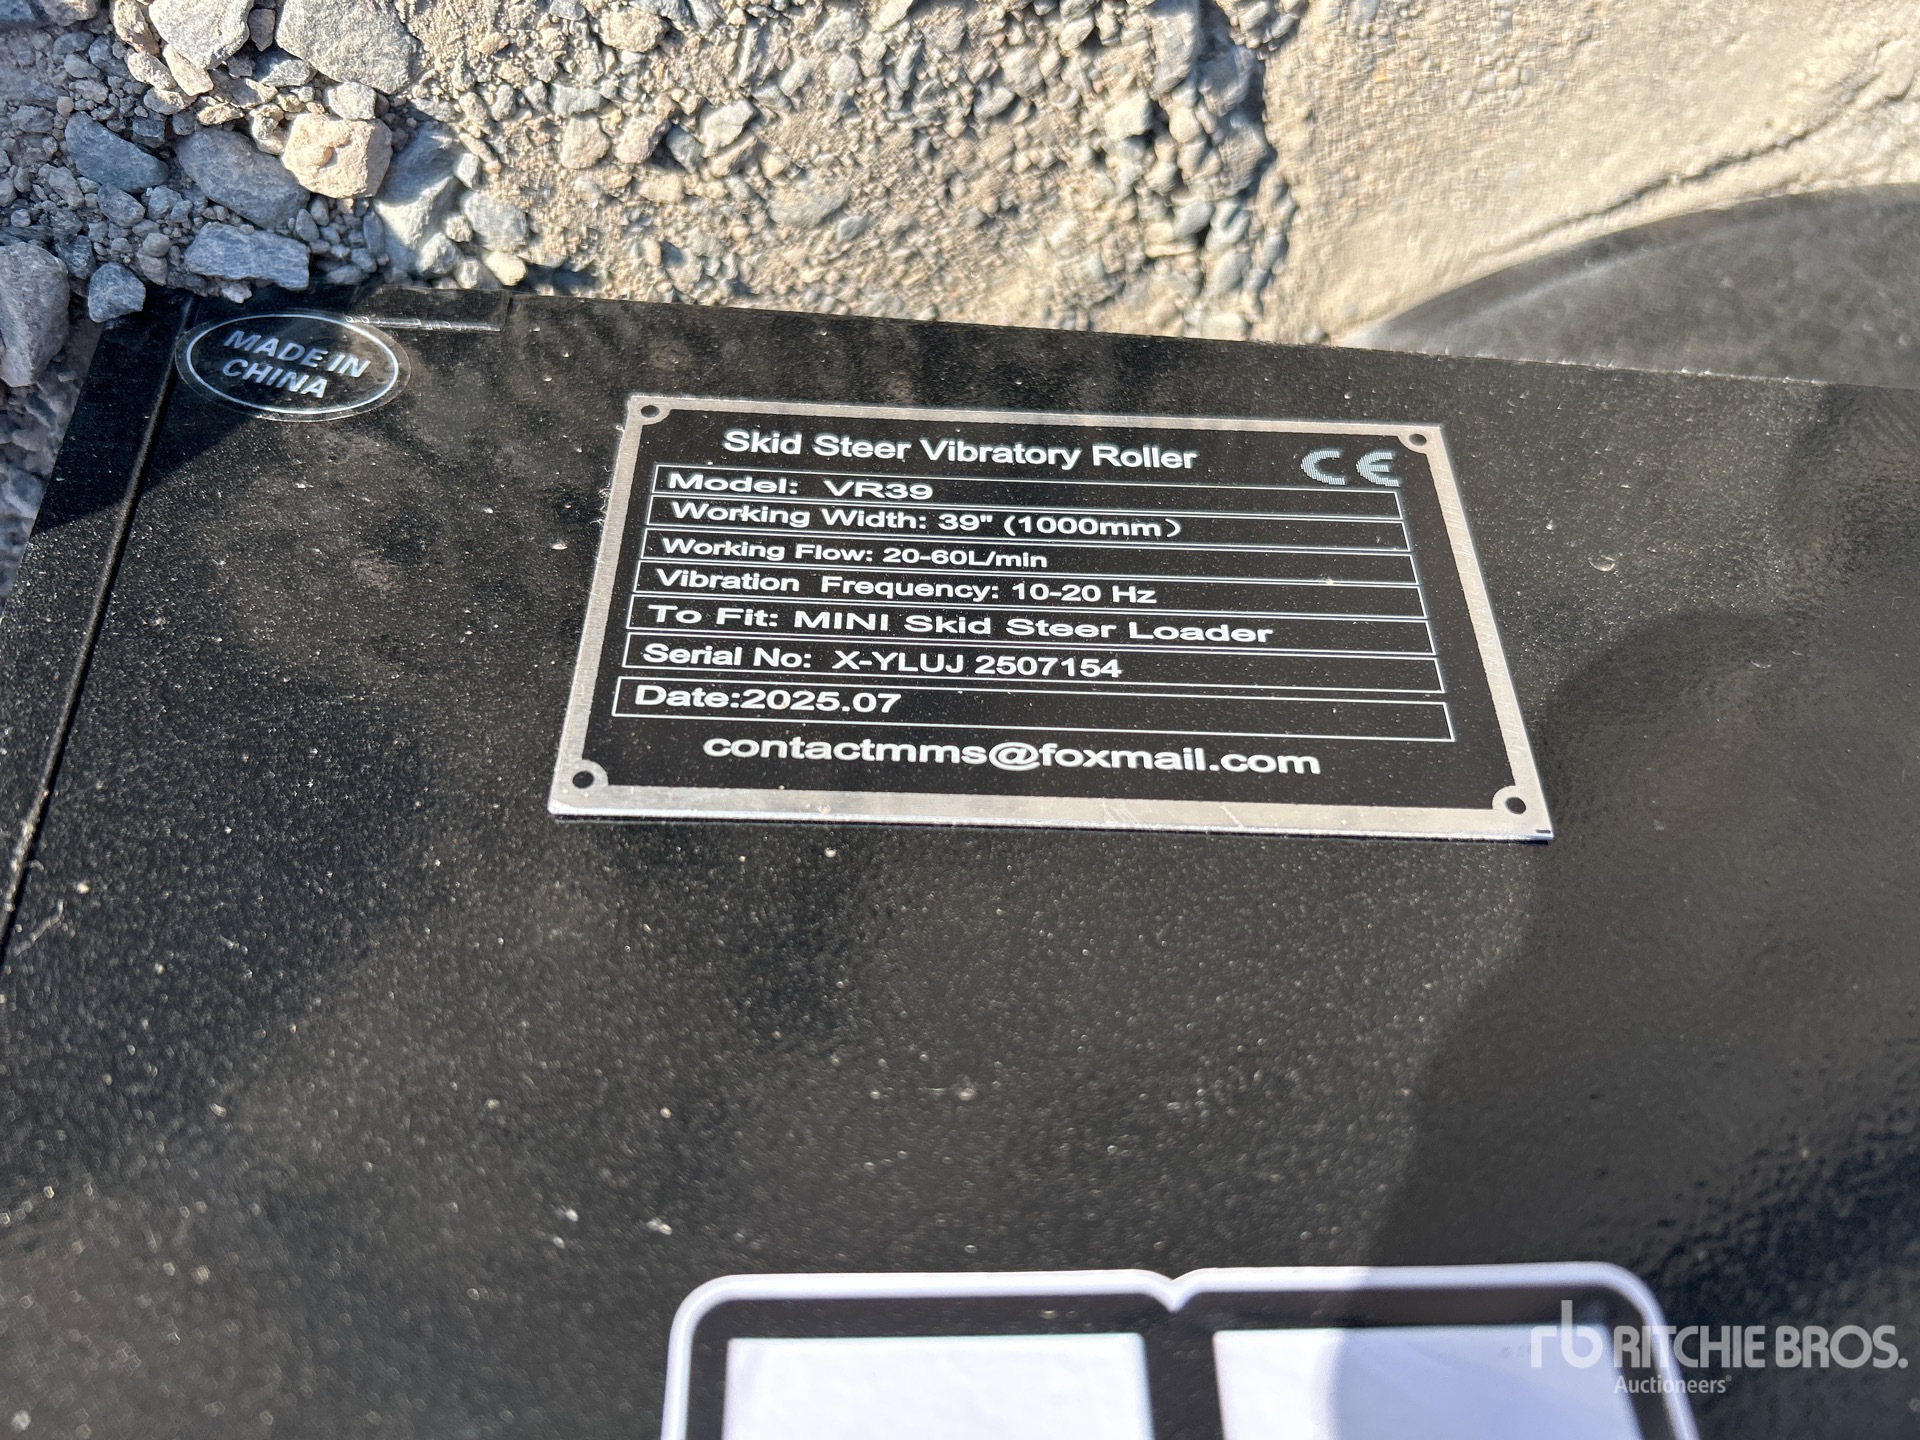 MADE IN
CHINA
Skid Steer Vibratory Roller
CE
Model: VR39
Working Width: 39" (1000mm)
Working Flow: 20-60L/min
Vibration Frequency: 10-20 Hz
To Fit: MINI Skid Steer Loader
Serial No: X-YLUJ 2507154
Date:2025.07
contactmms@foxmail.com
rb RITCHIE BROS.
Auctioneers